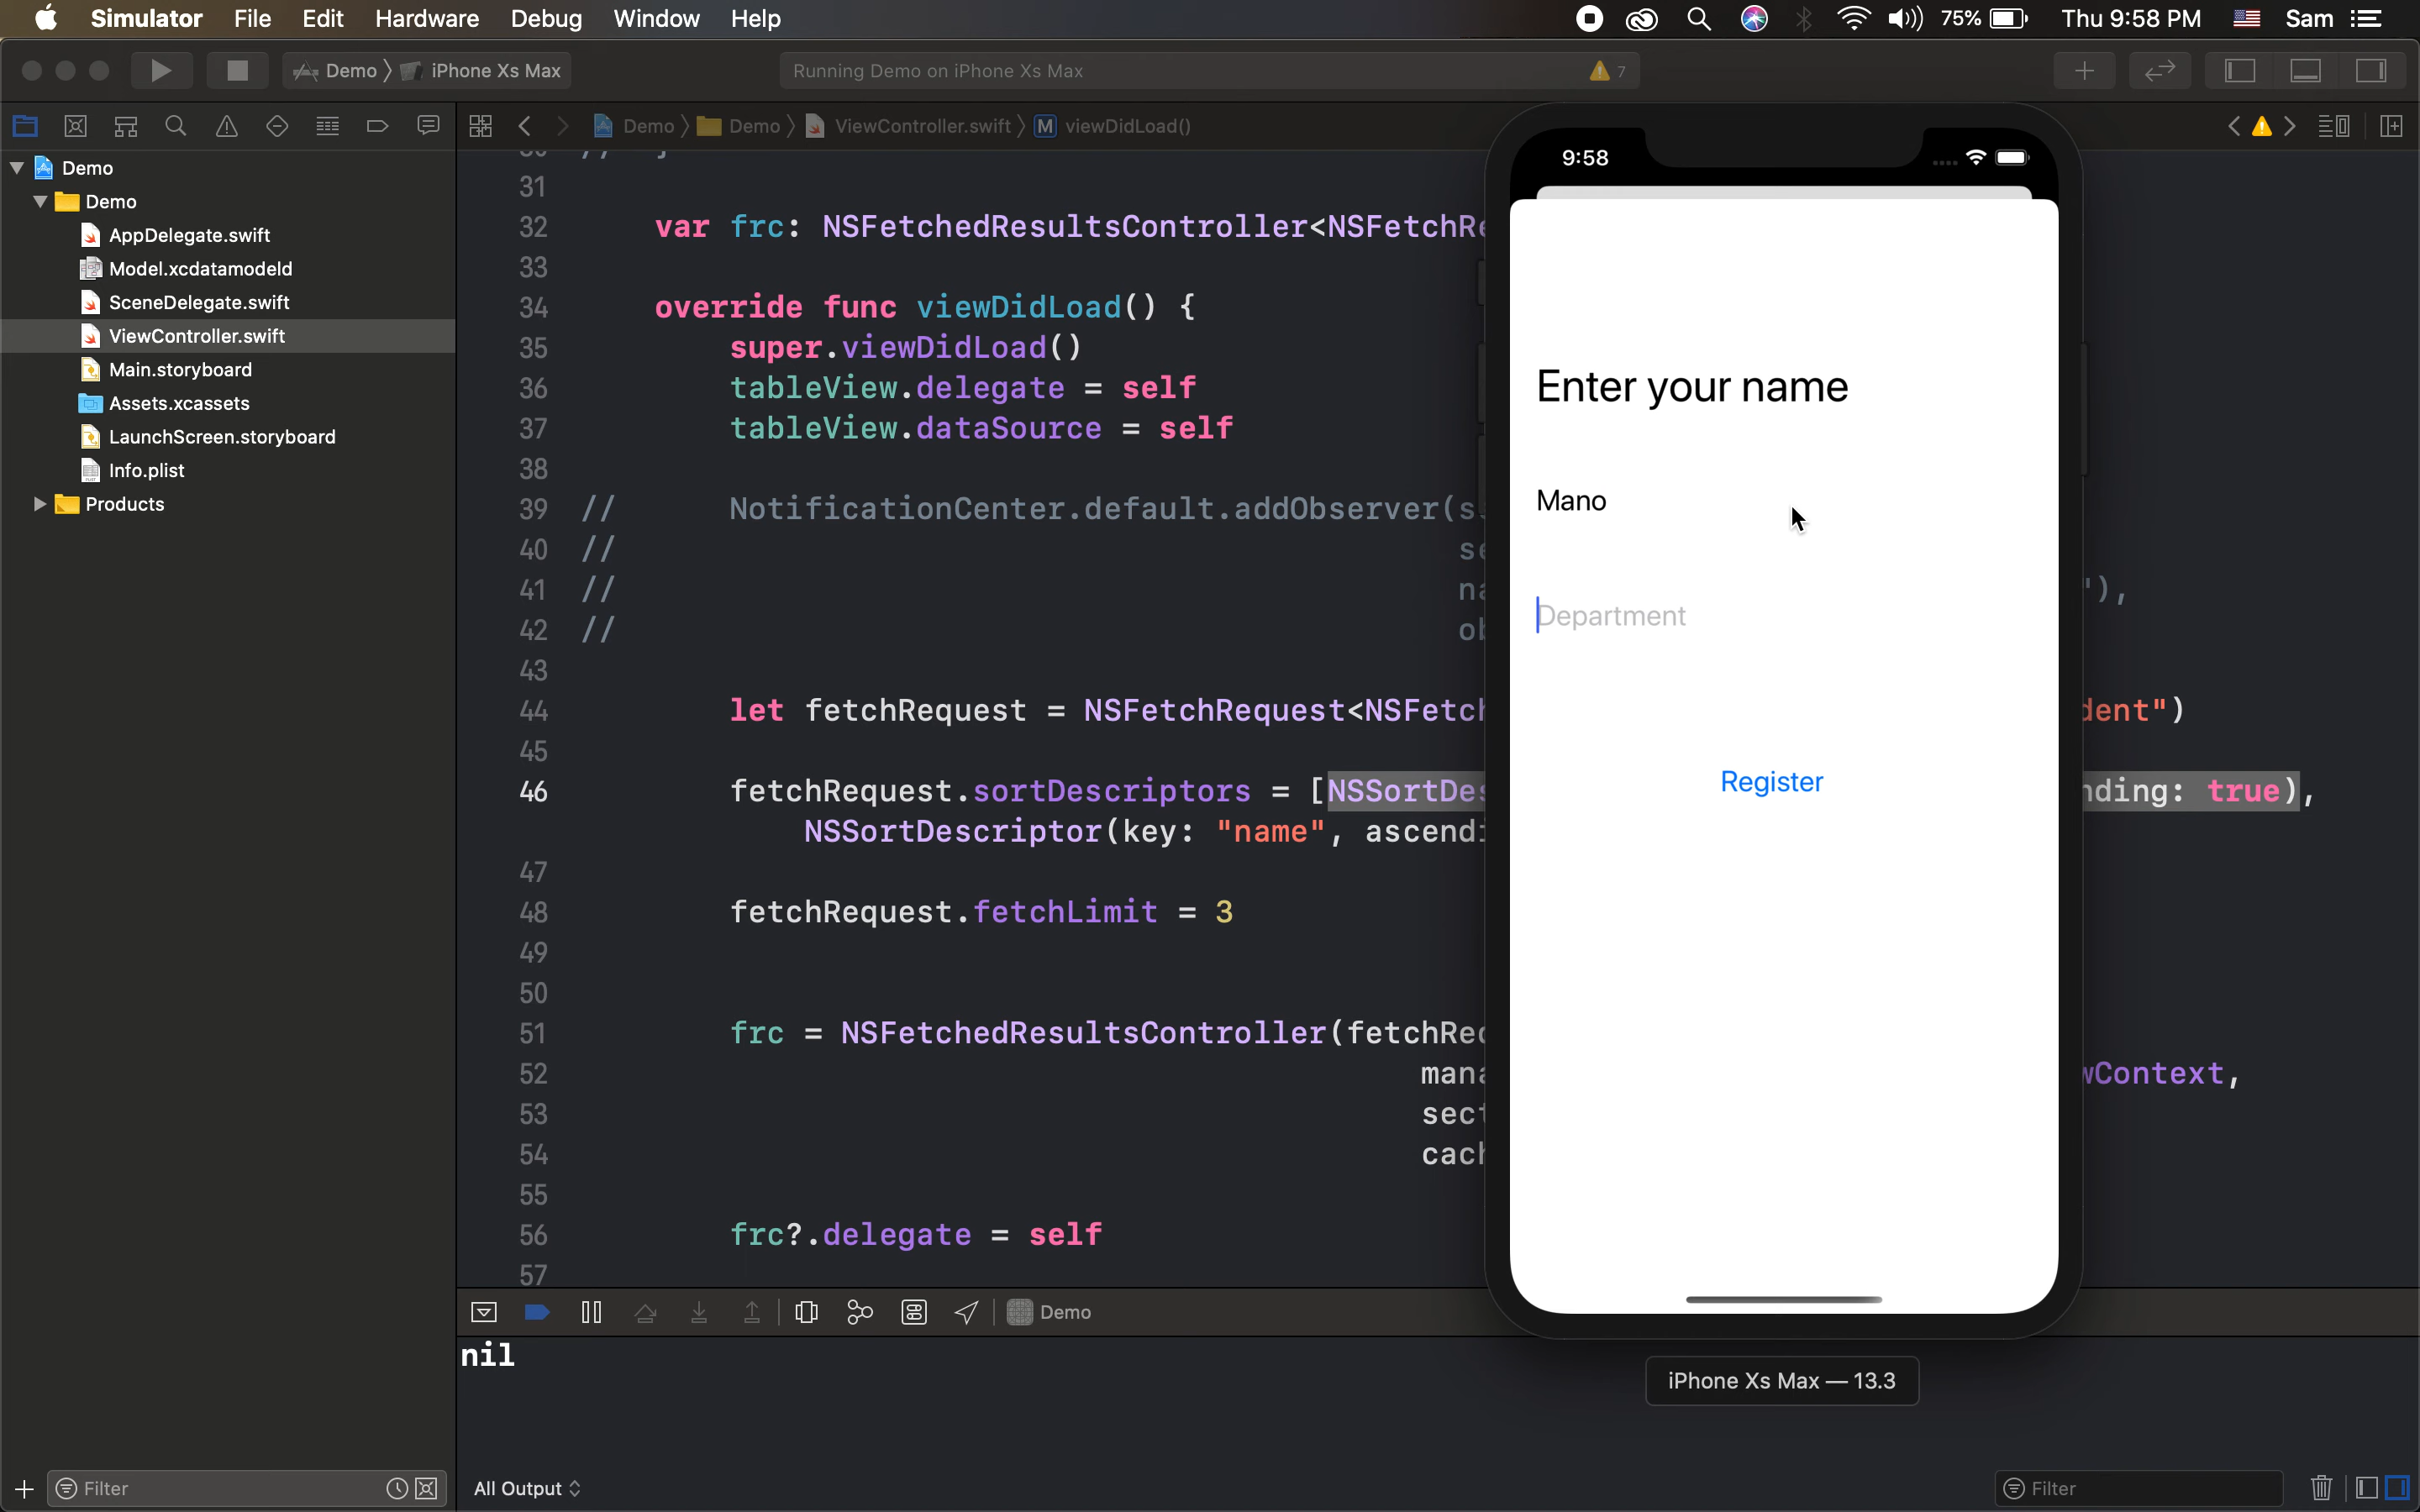 Simulator File Edit Hardware Debug Window Help 75% Thu 9:58 PM Sam
Demo iPhone Xs Max Running Demo on iPhone Xs Max 7
Demo Demo ViewController.swift M viewDidLoad()
Demo
Demo
AppDelegate.swift
Model.xcdatamodeld
SceneDelegate.swift
ViewController.swift
Main.storyboard
Assets.xcassets
LaunchScreen.storyboard
Info.plist
Products
Filter
31
32 var frc: NSFetchedResultsController<NSFetchRe
33
34 override func viewDidLoad() {
35 super.viewDidLoad()
36 tableView.delegate = self
37 tableView.dataSource = self
38
39 // NotificationCenter.default.addObserver(s
40 // se
41 // na "),
42 // ob
43
44 let fetchRequest = NSFetchRequest<NSFetch dent")
45
46 fetchRequest.sortDescriptors = [NSSortDes nding: true),
NSSortDescriptor(key: "name", ascendi
47
48 fetchRequest.fetchLimit = 3
49
50
51 frc = NSFetchedResultsController(fetchReq
52 mana wContext,
53 sect
54 cach
55
56 frc?.delegate = self
57
9:58
Enter your name
Mano
Department
Register
iPhone Xs Max — 13.3
Demo
nil
All Output
Filter